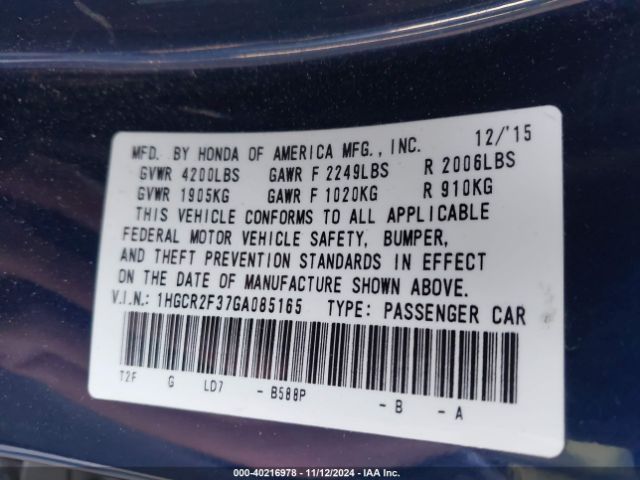 MFD. BY HONDA OF AMERICA MFG., INC. 12/'15
GVWR 4200LBS GAWR F 2249LBS R 2006LBS
GVWR 1905KG GAWR F 1020KG R 910KG
THIS VEHICLE CONFORMS TO ALL APPLICABLE
FEDERAL MOTOR VEHICLE SAFETY, BUMPER,
AND THEFT PREVENTION STANDARDS IN EFFECT
ON THE DATE OF MANUFACTURE SHOWN ABOVE.
V.I.N.: 1HGCR2F37GA085165 TYPE: PASSENGER CAR
T2F G LD7 - B588P - B - A
000-40216978 - 11/12/2024 - IAA Inc.